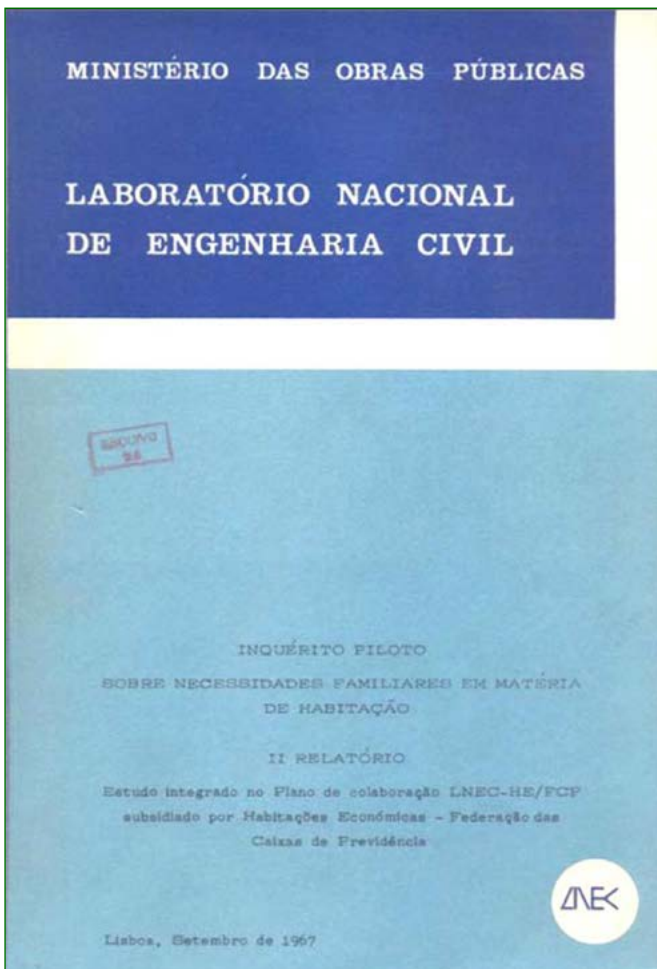 MINISTÉRIO DAS OBRAS PÚBLICAS
LABORATÓRIO NACIONAL
DE ENGENHARIA CIVIL
INQUÉRITO PILOTO
SOBRE NECESSIDADES FAMILIARES EM MATÉRIA
DE HABITAÇÃO
II RELATÓRIO
Estudo integrado no Plano de colaboração LNEC-HE/FCP
subsidiado por Habitações Económicas - Federação das
Caixas de Previdência
LNEC
Lisboa, Setembro de 1967